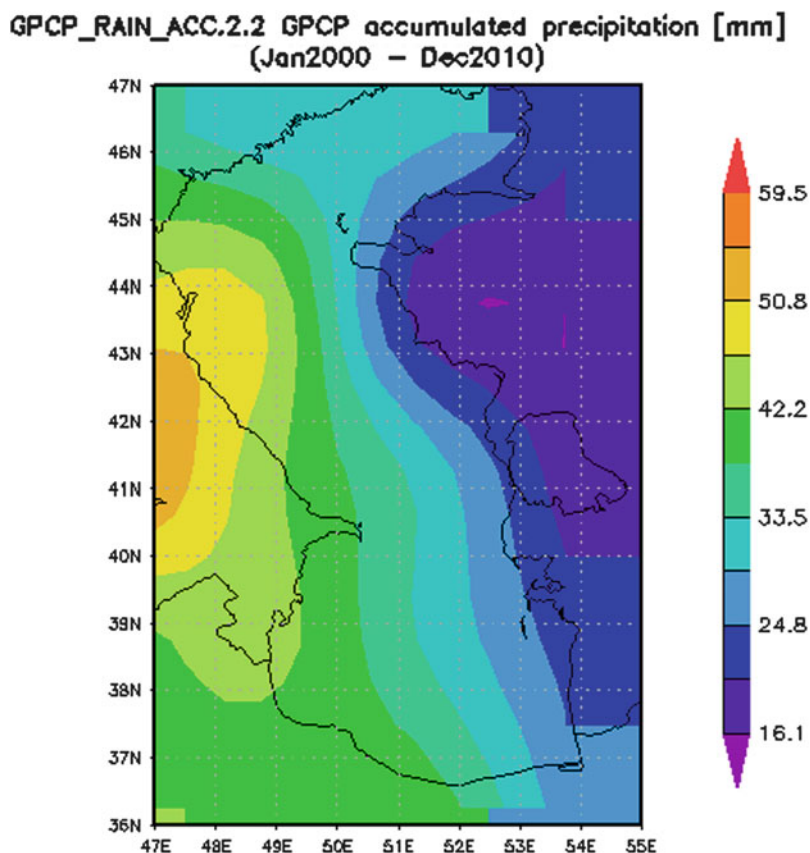 GPCP_RAIN_ACC.2.2 GPCP accumulated precipitation [mm]
(Jan2000 – Dec2010)
47N
46N
45N
44N
43N
42N
41N
40N
39N
38N
37N
36N
47E 48E 49E 50E 51E 52E 53E 54E 55E
59.5
50.8
42.2
33.5
24.8
16.1